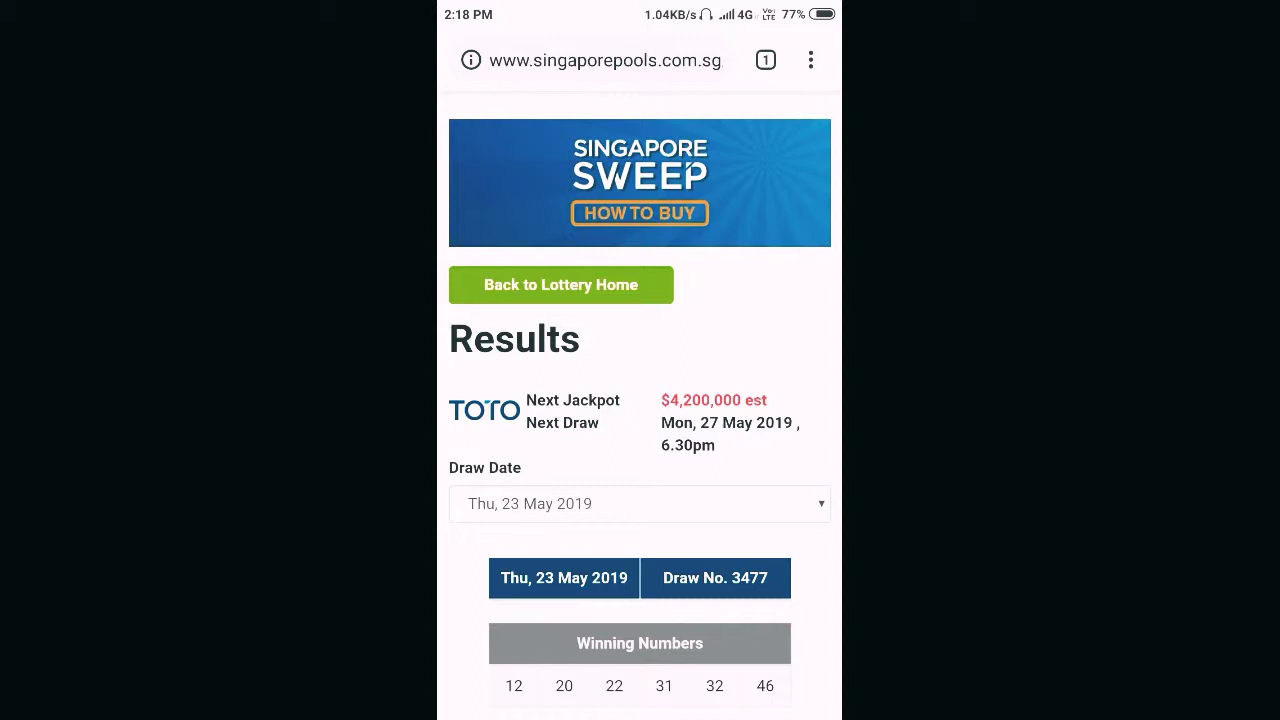 2:18 PM 1.04KB/s 4G Vo LTE 77%
www.singaporepools.com.sg 1
SINGAPORE
SWEEP
HOW TO BUY
Back to Lottery Home
Results
TOTO Next Jackpot $4,200,000 est
Next Draw Mon, 27 May 2019 ,
6.30pm
Draw Date
Thu, 23 May 2019
Thu, 23 May 2019 Draw No. 3477
Winning Numbers
12 20 22 31 32 46